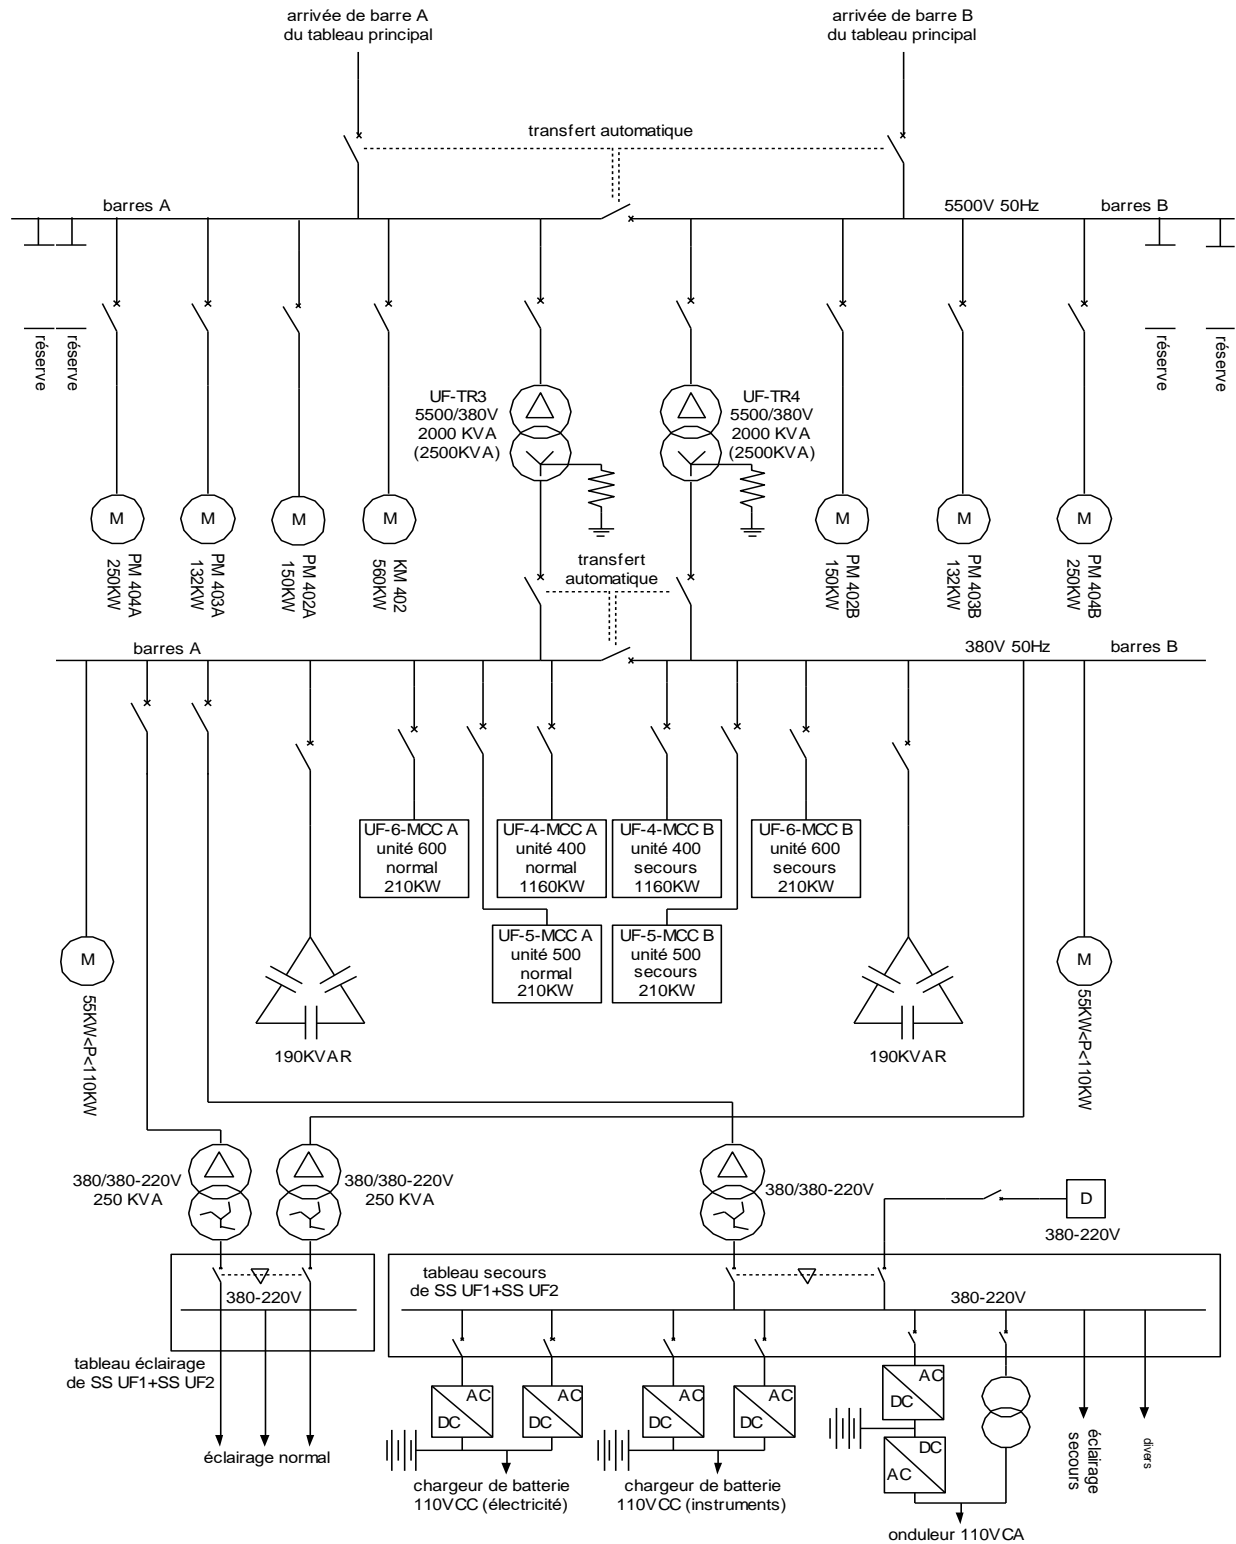 arrivée de barre A
du tableau principal
arrivée de barre B
du tableau principal
transfert automatique
barres A
5500V 50Hz
barres B
réserve
réserve
réserve
réserve
UF-TR3
5500/380V
2000 KVA
(2500KVA)
UF-TR4
5500/380V
2000 KVA
(2500KVA)
M
M
M
M
M
M
M
PM 404A
250KW
PM 403A
132KW
PM 402A
150KW
KM 402
560KW
PM 402B
150KW
PM 403B
132KW
PM 404B
250KW
transfert
automatique
barres A
380V 50Hz
barres B
UF-6-MCC A
unité 600
normal
210KW
UF-4-MCC A
unité 400
normal
1160KW
UF-4-MCC B
unité 400
secours
1160KW
UF-6-MCC B
unité 600
secours
210KW
UF-5-MCC A
unité 500
normal
210KW
UF-5-MCC B
unité 500
secours
210KW
M
M
55KW<P<110KW
55KW<P<110KW
190KVAR
190KVAR
380/380-220V
250 KVA
380/380-220V
250 KVA
380/380-220V
D
380-220V
tableau secours
de SS UF1+SS UF2
380-220V
380-220V
tableau éclairage
de SS UF1+SS UF2
AC
DC
AC
DC
AC
DC
AC
DC
AC
DC
DC
AC
éclairage normal
chargeur de batterie
110VCC (électricité)
chargeur de batterie
110VCC (instruments)
éclairage
secours
divers
onduleur 110VCA